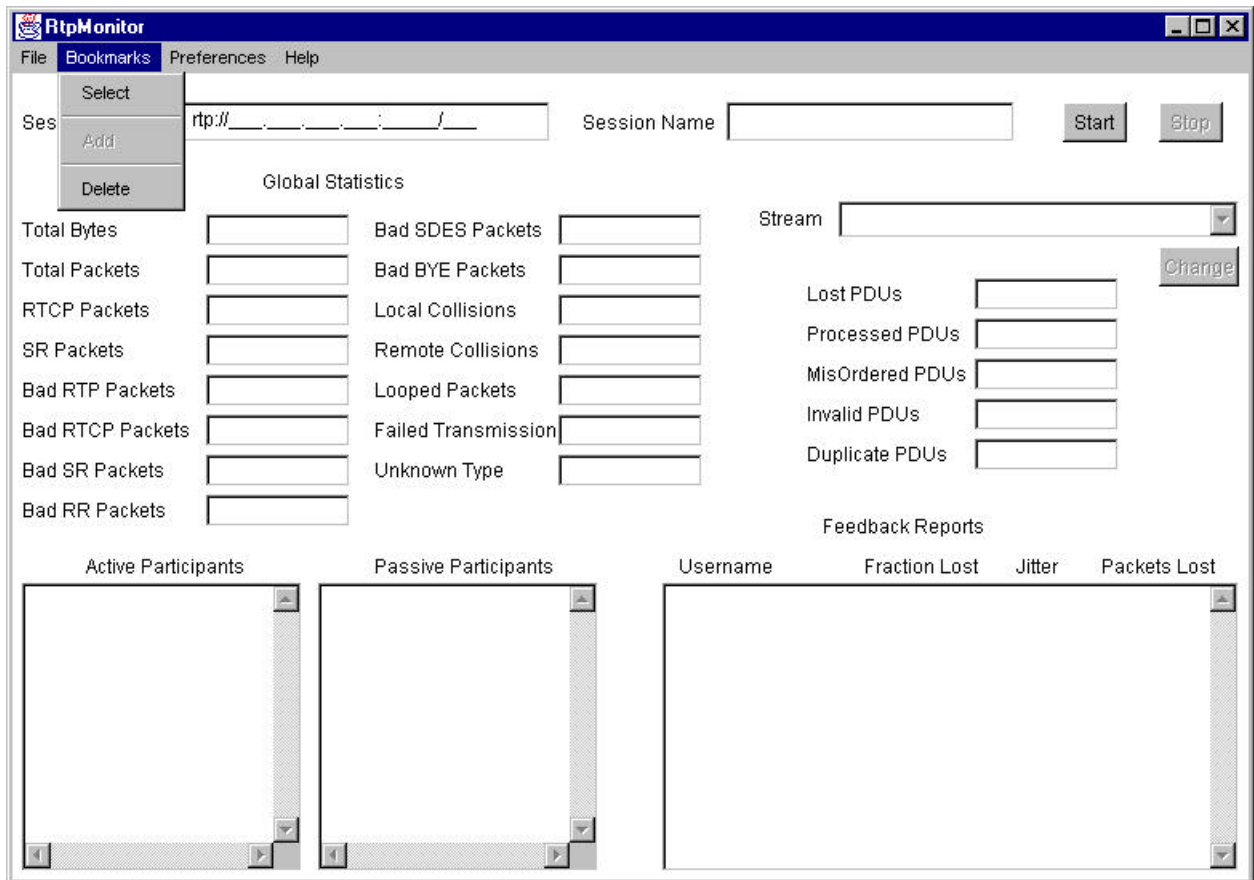 RtpMonitor
File Bookmarks Preferences Help
Select
Add
Delete
Ses rtp://___.___.___.___:_____/___ Session Name Start Stop
Global Statistics
Total Bytes Bad SDES Packets Stream
Total Packets Bad BYE Packets Change
RTCP Packets Local Collisions Lost PDUs
SR Packets Remote Collisions Processed PDUs
Bad RTP Packets Looped Packets MisOrdered PDUs
Bad RTCP Packets Failed Transmission Invalid PDUs
Bad SR Packets Unknown Type Duplicate PDUs
Bad RR Packets
Feedback Reports
Active Participants Passive Participants Username Fraction Lost Jitter Packets Lost